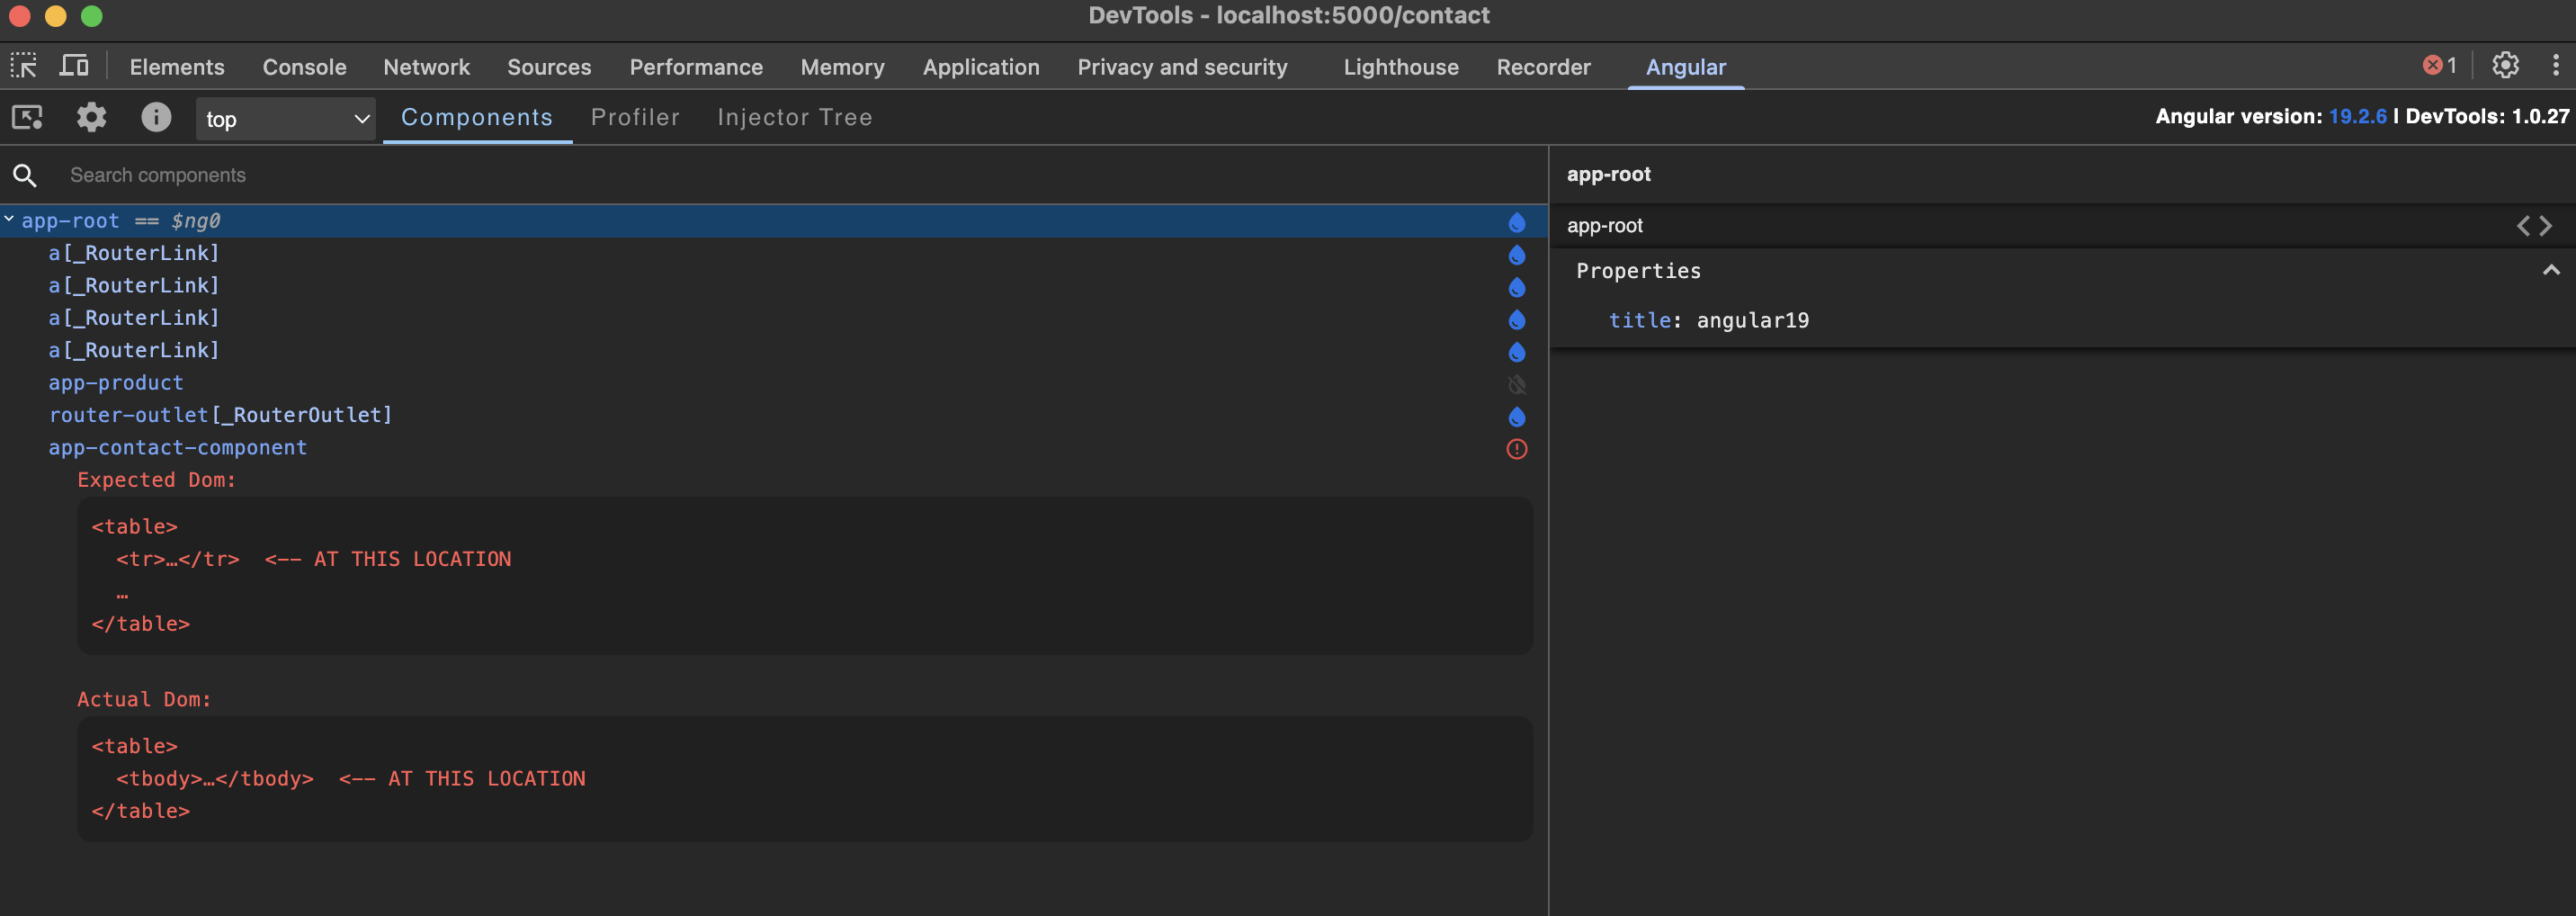 DevTools - localhost:5000/contact
Elements Console Network Sources Performance Memory Application Privacy and security Lighthouse Recorder Angular 1
top Components Profiler Injector Tree Angular version: 19.2.6 | DevTools: 1.0.27
Search components
app-root == $ng0
a[_RouterLink]
a[_RouterLink]
a[_RouterLink]
a[_RouterLink]
app-product
router-outlet[_RouterOutlet]
app-contact-component
Expected Dom:
<table>
<tr>…</tr> <-- AT THIS LOCATION
…
</table>
Actual Dom:
<table>
<tbody>…</tbody> <-- AT THIS LOCATION
</table>
app-root
app-root
Properties
title: angular19